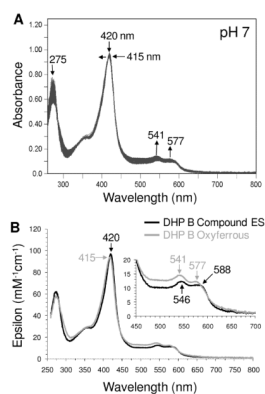 A
pH 7
420 nm
415 nm
275
541
577
Absorbance
1.20
1.00
0.80
0.60
0.40
0.20
0.00
300 400 500 600 700 800
Wavelength (nm)
B
DHP B Compound ES
DHP B Oxyferrous
420
415
Epsilon (mM-1cm-1)
120
100
80
60
40
20
0
20
15
10
5
0
541
577
588
546
450 500 550 600 650 700
250 300 350 400 450 500 550 600 650 700 750 800
Wavelength (nm)